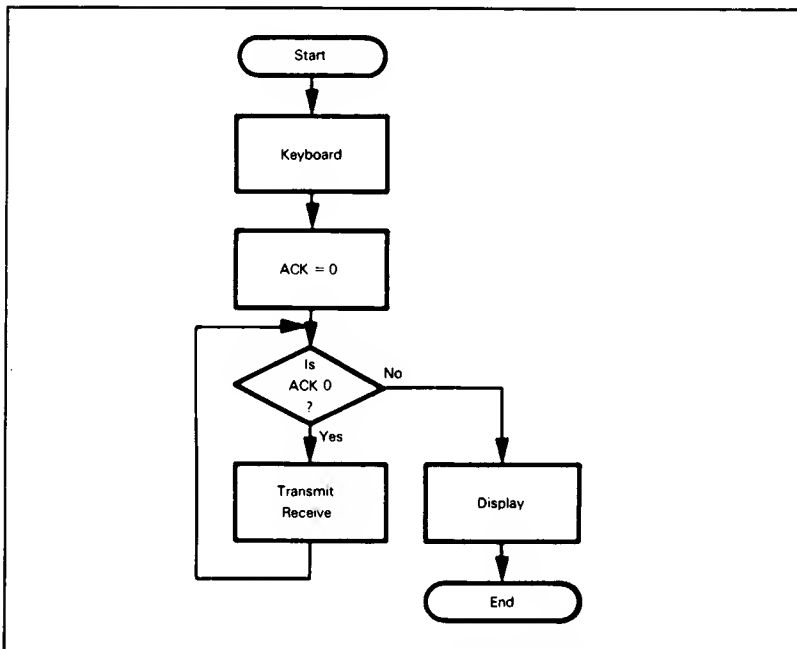 Start
Keyboard
ACK = 0
Is
ACK 0
?
No
Yes
Transmit
Receive
Display
End